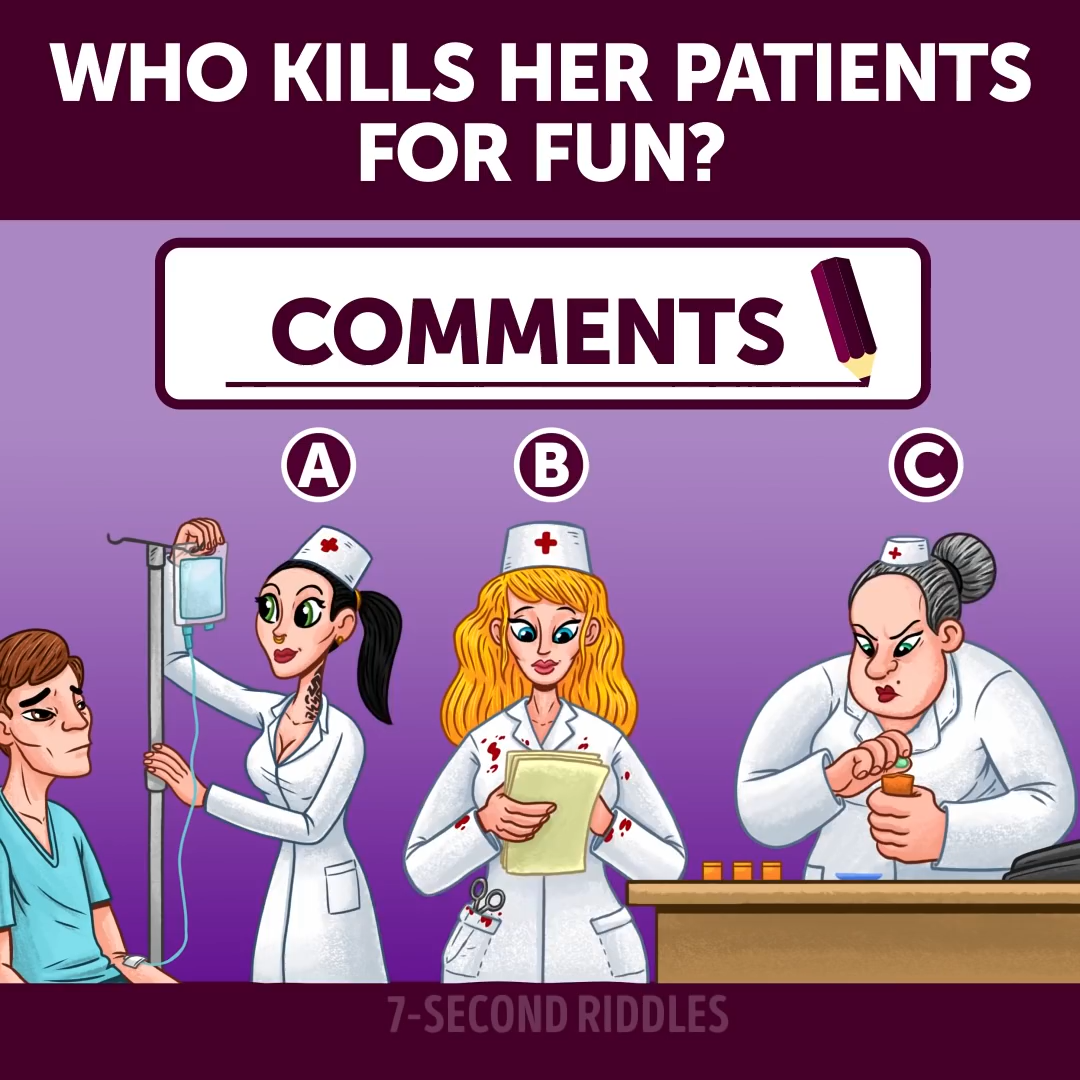 WHO KILLS HER PATIENTS
FOR FUN?
COMMENTS
A
B
C
7-SECOND RIDDLES